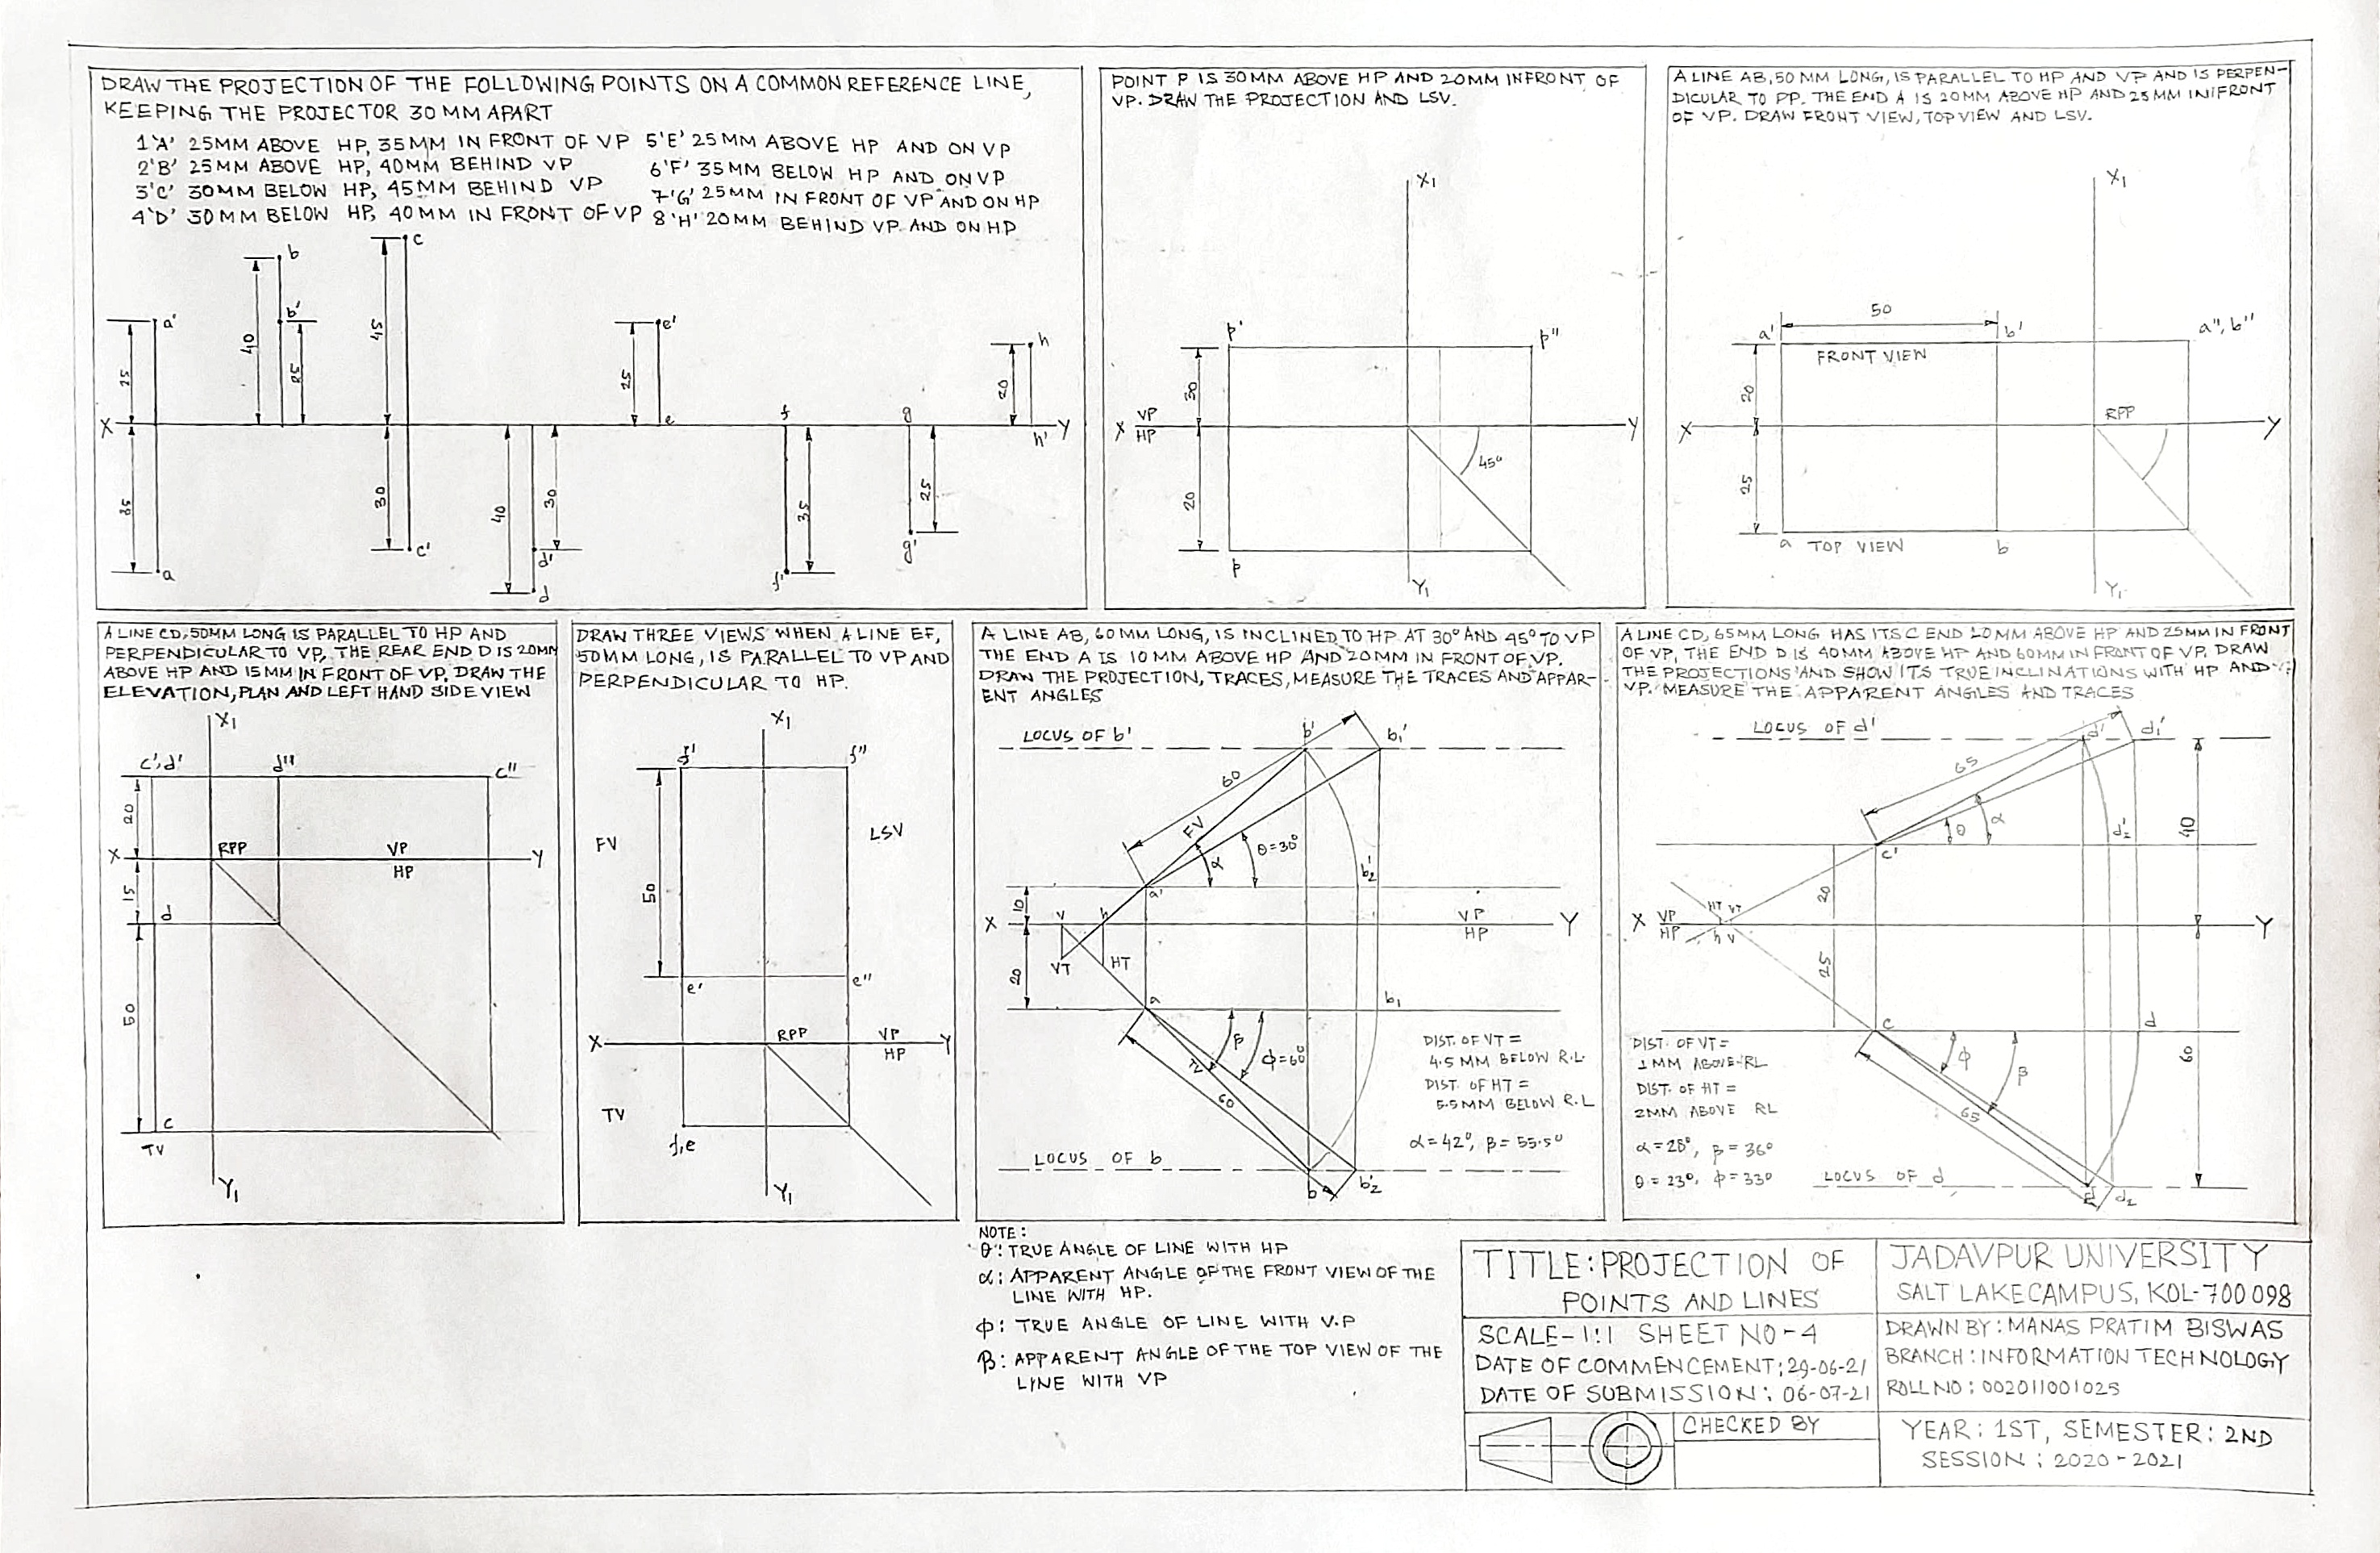 DRAW THE PROJECTION OF THE FOLLOWING POINTS ON A COMMON REFERENCE LINE,
KEEPING THE PROJECTOR 30 MM APART
1'A' 25MM ABOVE HP, 35MM IN FRONT OF VP
2'B' 25MM ABOVE HP, 40MM BEHIND VP
3'C' 30MM BELOW HP, 45MM BEHIND VP
4'D' 30MM BELOW HP, 40MM IN FRONT OF VP
5'E' 25MM ABOVE HP AND ON VP
6'F' 35MM BELOW HP AND ON VP
7'G' 25MM IN FRONT OF VP AND ON HP
8'H' 20MM BEHIND VP AND ON HP
c
b
a' b' e' h
40 45 25 25 25 20
X f g Y
e h'
35 30 40 30 35 25
c' d' g'
a d f'
POINT P IS 30MM ABOVE HP AND 20MM INFRONT OF
VP. DRAW THE PROJECTION AND LSV.
X1
p' p''
30
X VP Y
HP
45°
20
p
Y1
A LINE AB, 50 MM LONG, IS PARALLEL TO HP AND VP AND IS PERPEN-
DICULAR TO PP. THE END A IS 20MM ABOVE HP AND 25MM IN FRONT
OF VP. DRAW FRONT VIEW, TOP VIEW AND LSV.
X1
50
a' b' a'', b''
FRONT VIEW
20
RPP
X Y
25
a TOP VIEW b
Y1
A LINE CD, 50MM LONG IS PARALLEL TO HP AND
PERPENDICULAR TO VP. THE REAR END D IS 20MM
ABOVE HP AND 15MM IN FRONT OF VP. DRAW THE
ELEVATION, PLAN AND LEFT HAND SIDE VIEW
X1
c',d' d'' c''
20
X RPP VP Y
HP
15
d
50
c
TV
Y1
DRAW THREE VIEWS WHEN A LINE EF,
50MM LONG, IS PARALLEL TO VP AND
PERPENDICULAR TO HP.
X1
f' f''
FV LSV
50
e' e''
X RPP VP Y
HP
TV
f,e
Y1
A LINE AB, 60 MM LONG, IS INCLINED TO HP AT 30° AND 45° TO VP
THE END A IS 10 MM ABOVE HP AND 20MM IN FRONT OF VP.
DRAW THE PROJECTION, TRACES, MEASURE THE TRACES AND APPAR-
ENT ANGLES
LOCUS OF b' b' b1'
60
FV
α θ=30°
b2'
10 a'
X v h VP Y
HP
VT HT
20
a b1
β
TV ϕ=60°
60
DIST. OF VT =
4.5 MM BELOW R.L.
DIST. OF HT =
5.5MM BELOW R.L
α=42°, β=55.5°
LOCUS OF b
b b2'
A LINE CD, 65MM LONG HAS ITS C END 20MM ABOVE HP AND 25MM IN FRONT
OF VP, THE END D IS 40MM ABOVE HP AND 60MM IN FRONT OF VP. DRAW
THE PROJECTIONS AND SHOW ITS TRUE INCLINATIONS WITH HP AND
VP. MEASURE THE APPARENT ANGLES AND TRACES
LOCUS OF d' d' d1'
65
θ α
d2' 40
c'
20
HT VT
X VP Y
HP h v
25
c d
DIST. OF VT =
1MM ABOVE RL
DIST. OF HT =
2MM ABOVE RL
ϕ β
60
65
α=28°, β=36°
θ=23°, ϕ=33°
LOCUS OF d
d d2
NOTE:
θ: TRUE ANGLE OF LINE WITH HP
α: APPARENT ANGLE OF THE FRONT VIEW OF THE
LINE WITH HP.
ϕ: TRUE ANGLE OF LINE WITH V.P
β: APPARENT ANGLE OF THE TOP VIEW OF THE
LINE WITH VP
TITLE: PROJECTION OF
POINTS AND LINES
SCALE-1:1 SHEET NO-4
DATE OF COMMENCEMENT: 29-06-21
DATE OF SUBMISSION: 06-07-21
CHECKED BY
JADAVPUR UNIVERSITY
SALT LAKE CAMPUS, KOL-700 098
DRAWN BY: MANAS PRATIM BISWAS
BRANCH: INFORMATION TECHNOLOGY
ROLL NO: 002011001025
YEAR: 1ST, SEMESTER: 2ND
SESSION: 2020-2021